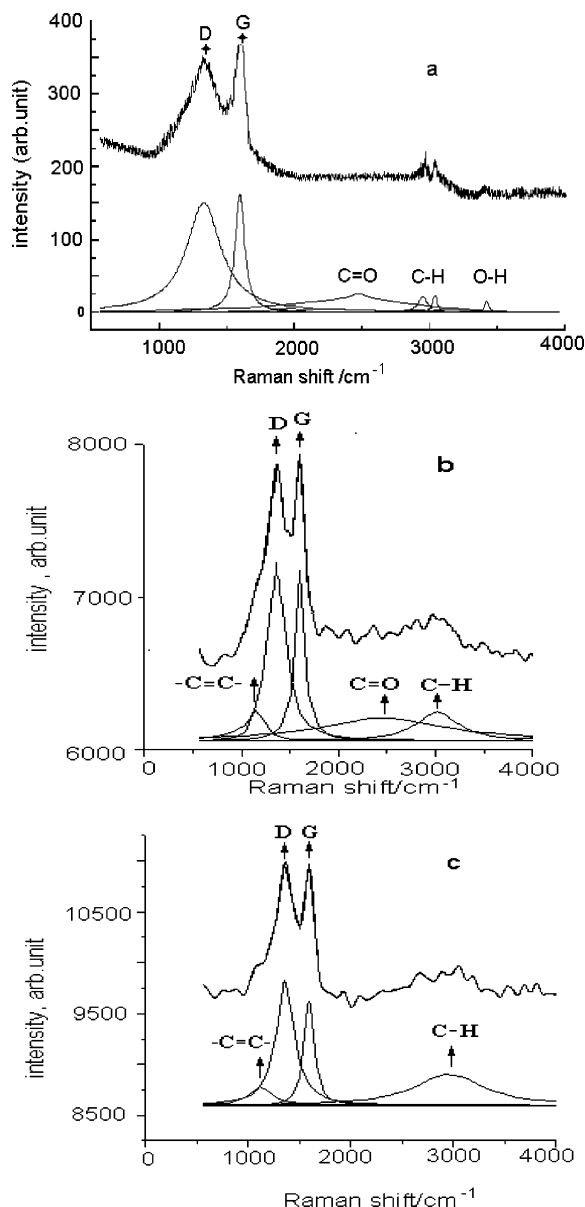 400
300
200
100
0
intensity (arb.unit)
D
G
a
C=O
C-H
O-H
1000 2000 3000 4000
Raman shift /cm-1
8000
7000
6000
intensity , arb.unit
D
G
b
-C=C-
C=O
C-H
0 1000 2000 3000 4000
Raman shift/cm-1
10500
9500
8500
intensity, arb.unit
D
G
c
-C=C-
C-H
0 1000 2000 3000 4000
Raman shift/cm-1